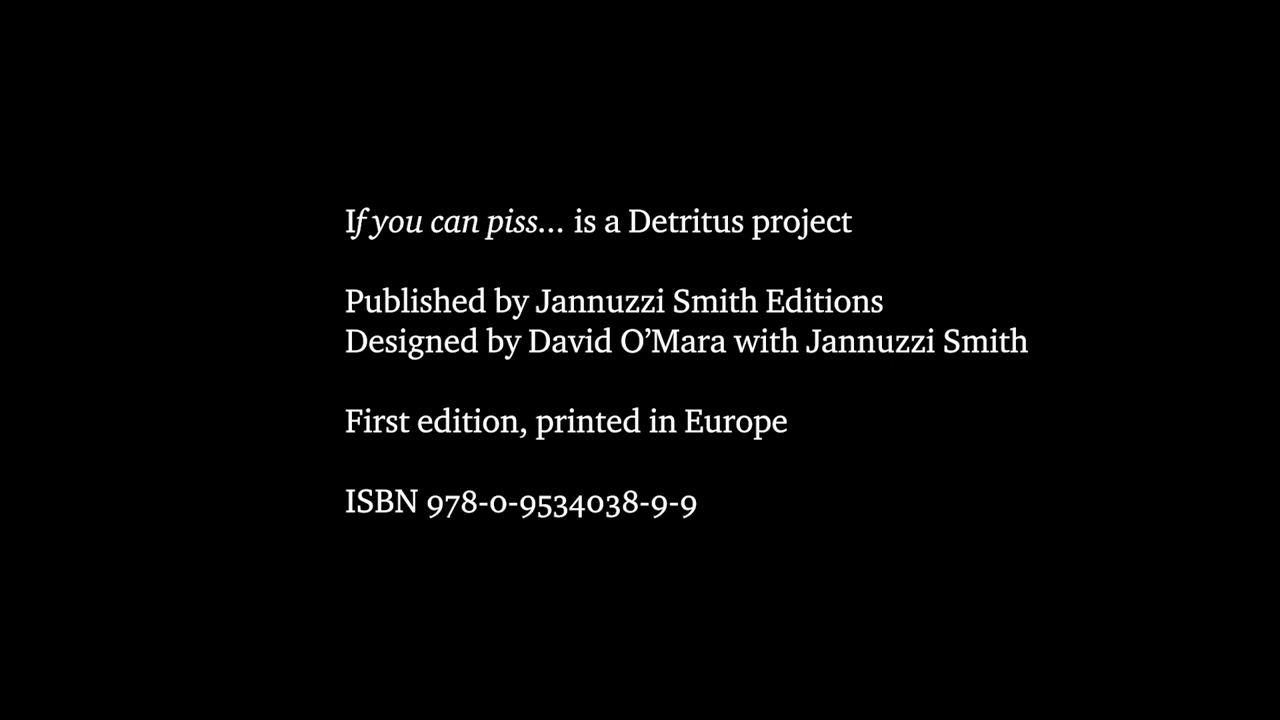 If you can piss... is a Detritus project
Published by Jannuzzi Smith Editions
Designed by David O’Mara with Jannuzzi Smith
First edition, printed in Europe
ISBN 978-0-9534038-9-9